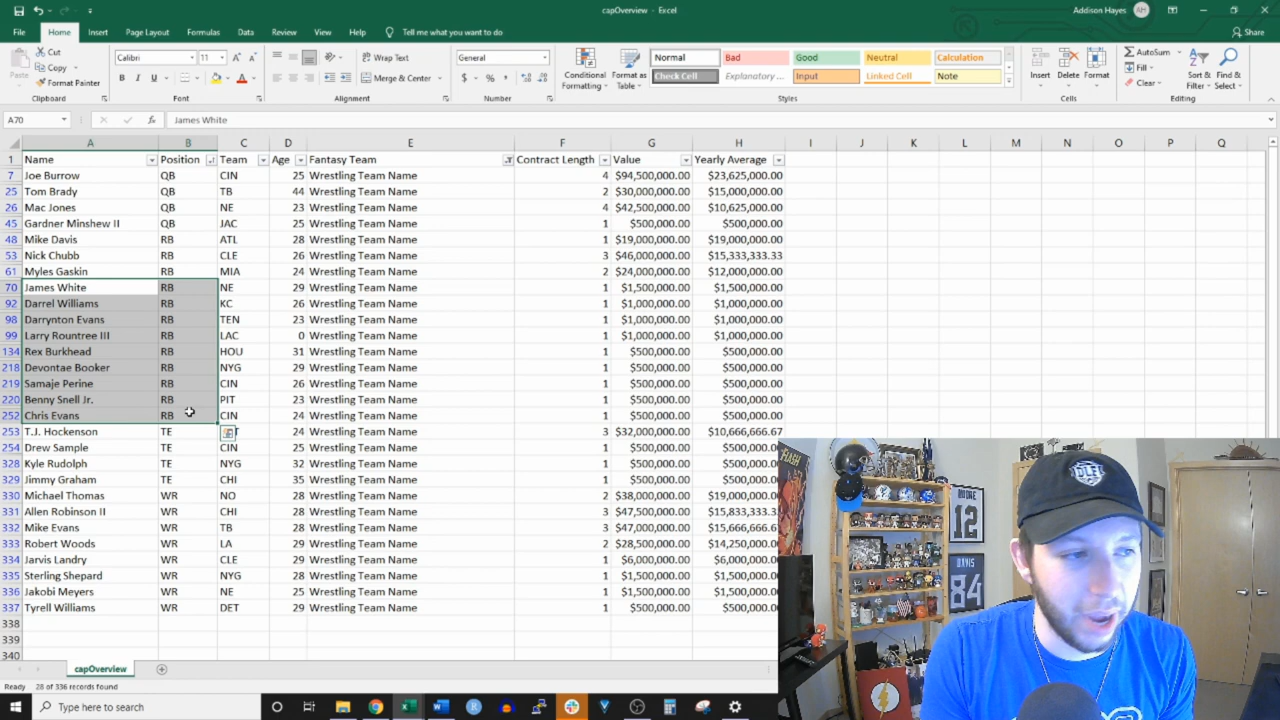 capOverview - Excel
Addison Hayes
AH
File Home Insert Page Layout Formulas Data Review View Help Tell me what you want to do
Share
Paste
Cut
Copy
Format Painter
Clipboard
Calibri 11
B I U
Font
Wrap Text
Merge & Center
Alignment
General
$ % ,
Number
Conditional Formatting
Format as Table
Normal Bad Good Neutral Calculation
Check Cell Explanatory ... Input Linked Cell Note
Styles
Insert Delete Format
Cells
AutoSum
Fill
Clear
Sort & Filter
Find & Select
Editing
A70
fx
James White
A B C D E F G H I J K L M N O P Q
1 Name Position Team Age Fantasy Team Contract Length Value Yearly Average
7 Joe Burrow QB CIN 25 Wrestling Team Name 4 $94,500,000.00 $23,625,000.00
25 Tom Brady QB TB 44 Wrestling Team Name 2 $30,000,000.00 $15,000,000.00
26 Mac Jones QB NE 23 Wrestling Team Name 4 $42,500,000.00 $10,625,000.00
45 Gardner Minshew II QB JAC 25 Wrestling Team Name 1 $500,000.00 $500,000.00
48 Mike Davis RB ATL 28 Wrestling Team Name 1 $19,000,000.00 $19,000,000.00
53 Nick Chubb RB CLE 26 Wrestling Team Name 3 $46,000,000.00 $15,333,333.33
61 Myles Gaskin RB MIA 24 Wrestling Team Name 2 $24,000,000.00 $12,000,000.00
70 James White RB NE 29 Wrestling Team Name 1 $1,500,000.00 $1,500,000.00
92 Darrel Williams RB KC 26 Wrestling Team Name 1 $1,000,000.00 $1,000,000.00
98 Darrynton Evans RB TEN 23 Wrestling Team Name 1 $1,000,000.00 $1,000,000.00
99 Larry Rountree III RB LAC 0 Wrestling Team Name 1 $1,000,000.00 $1,000,000.00
134 Rex Burkhead RB HOU 31 Wrestling Team Name 1 $500,000.00 $500,000.00
218 Devontae Booker RB NYG 29 Wrestling Team Name 1 $500,000.00 $500,000.00
219 Samaje Perine RB CIN 26 Wrestling Team Name 1 $500,000.00 $500,000.00
220 Benny Snell Jr. RB PIT 23 Wrestling Team Name 1 $500,000.00 $500,000.00
252 Chris Evans RB CIN 24 Wrestling Team Name 1 $500,000.00 $500,000.00
253 T.J. Hockenson TE T 24 Wrestling Team Name 3 $32,000,000.00 $10,666,666.67
254 Drew Sample TE CIN 25 Wrestling Team Name 1 $500,000.00 $500,000.00
328 Kyle Rudolph TE NYG 32 Wrestling Team Name 1 $500,000.00 $500,000.00
329 Jimmy Graham TE CHI 35 Wrestling Team Name 1 $500,000.00 $500,000.00
330 Michael Thomas WR NO 28 Wrestling Team Name 2 $38,000,000.00 $19,000,000.00
331 Allen Robinson II WR CHI 28 Wrestling Team Name 3 $47,500,000.00 $15,833,333.3
332 Mike Evans WR TB 28 Wrestling Team Name 3 $47,000,000.00 $15,666,666.6
333 Robert Woods WR LA 29 Wrestling Team Name 2 $28,500,000.00 $14,250,000.00
334 Jarvis Landry WR CLE 29 Wrestling Team Name 1 $6,000,000.00 $6,000,000.00
335 Sterling Shepard WR NYG 28 Wrestling Team Name 1 $1,500,000.00 $1,500,000.00
336 Jakobi Meyers WR NE 25 Wrestling Team Name 1 $1,500,000.00 $1,500,000.00
337 Tyrell Williams WR DET 29 Wrestling Team Name 1 $500,000.00 $500,000.00
338
339
340
FLASH
MOORE
12
DAVIS
84
DLF
capOverview
Ready 28 of 336 records found
Type here to search